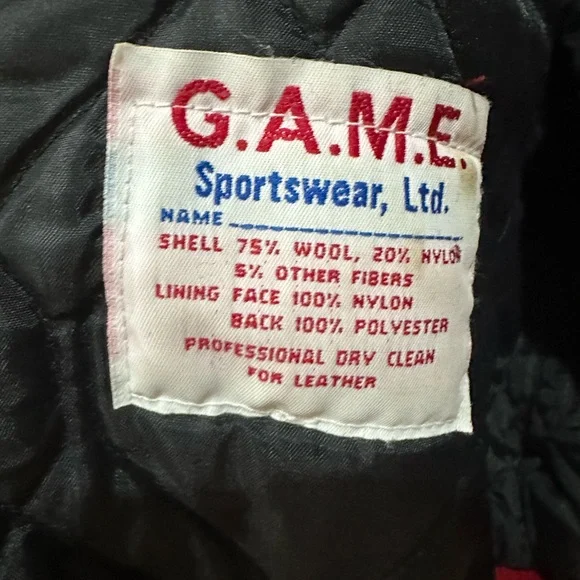 G.A.M.E.
Sportswear, Ltd.
NAME
SHELL 75% WOOL, 20% NYLON
5% OTHER FIBERS
LINING FACE 100% NYLON
BACK 100% POLYESTER
PROFESSIONAL DRY CLEAN
FOR LEATHER